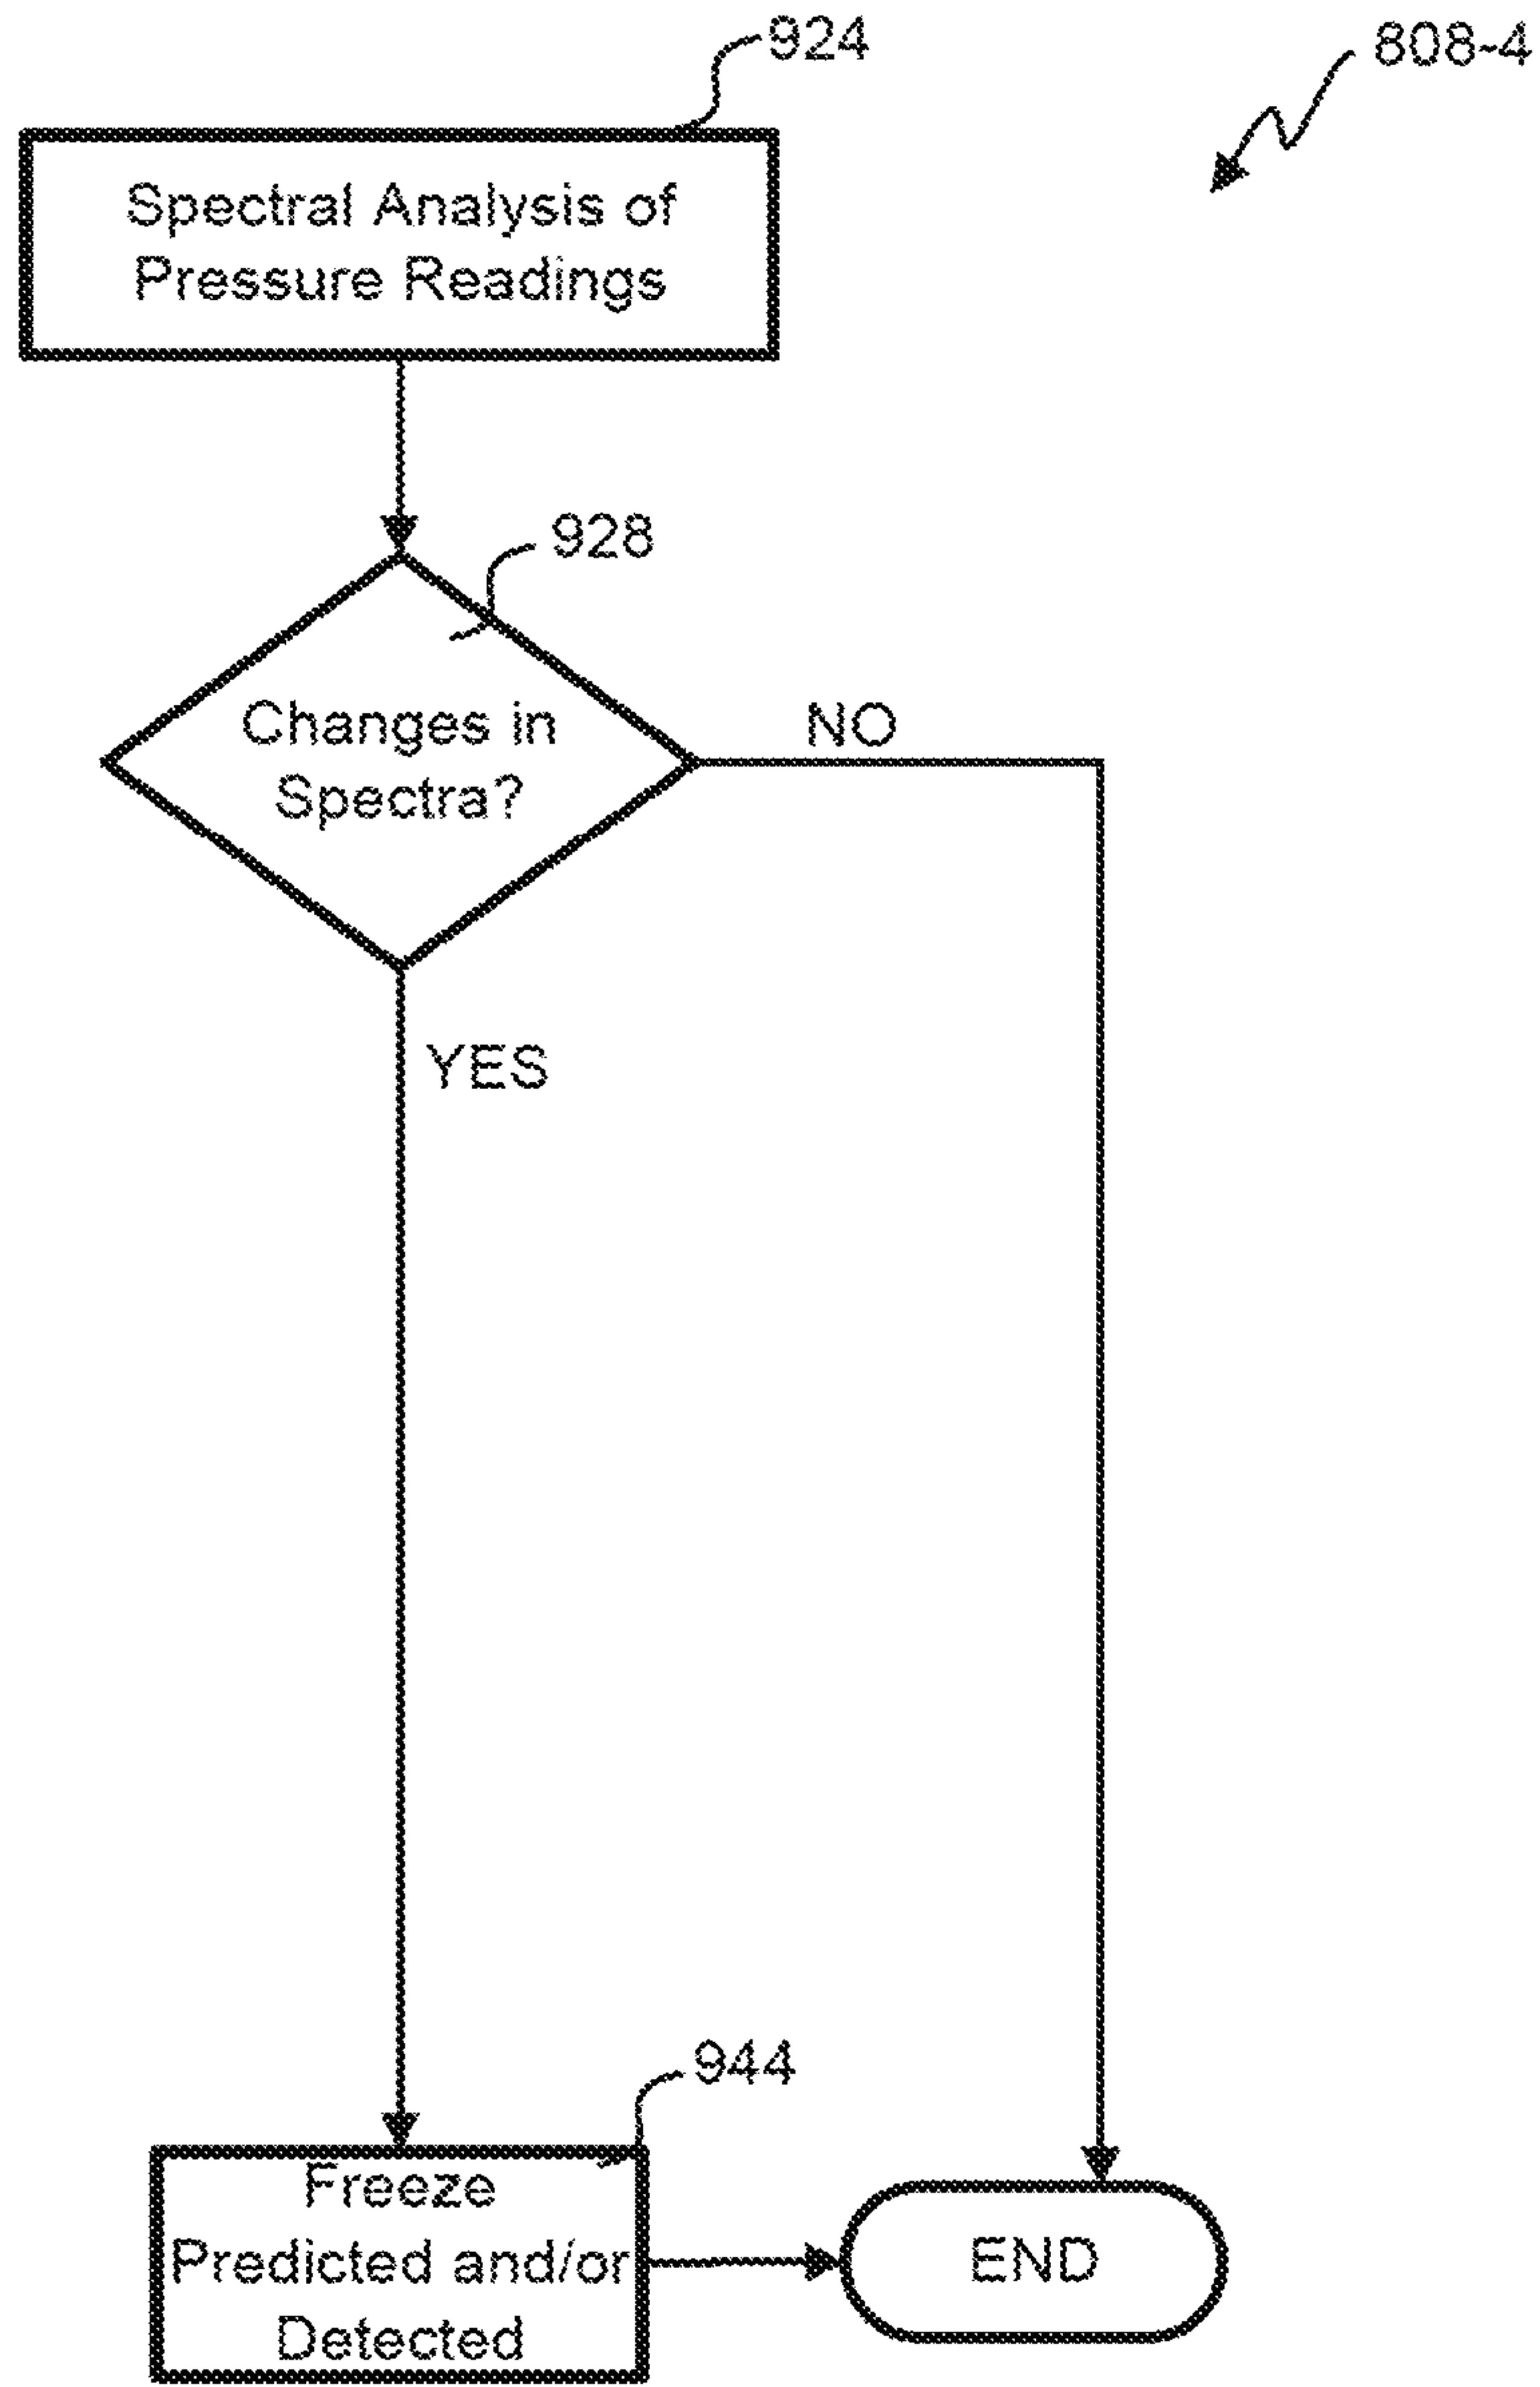 924
808-4
Spectral Analysis of
Pressure Readings
928
Changes in
Spectra?
NO
YES
944
Freeze
Predicted and/or
Detected
END